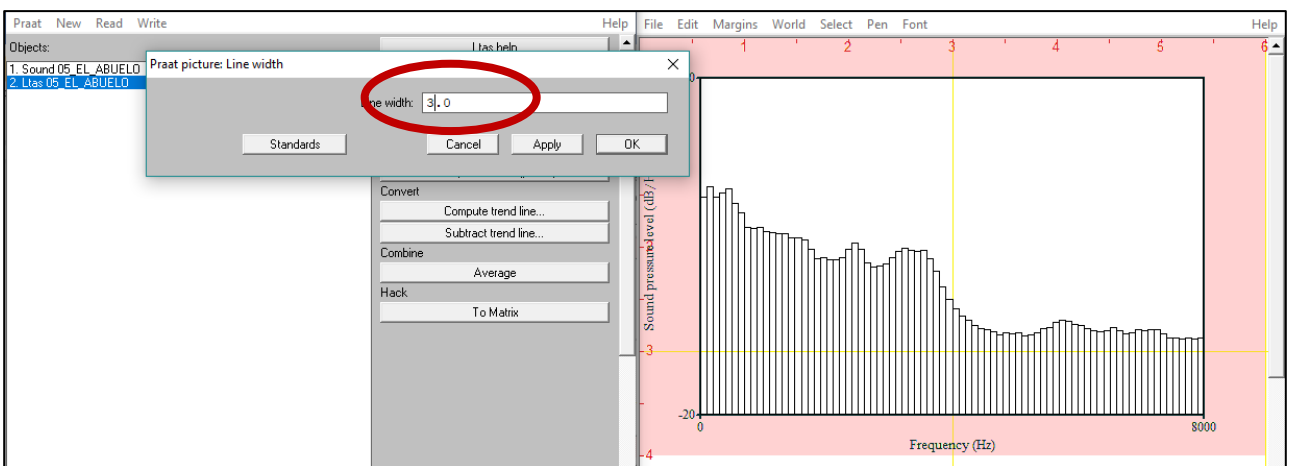 Praat New Read Write Help
Objects:
1. Sound 05_EL_ABUELO
2. Ltas 05_EL_ABUELO
Ltas help
Praat picture: Line width
Line width: 3.0
Standards Cancel Apply OK
Convert
Compute trend line...
Subtract trend line...
Combine
Average
Hack
To Matrix
File Edit Margins World Select Pen Font Help
1 2 3 4 5 6
Sound pressure level (dB/H
-3
-20
0 8000
Frequency (Hz)
-4